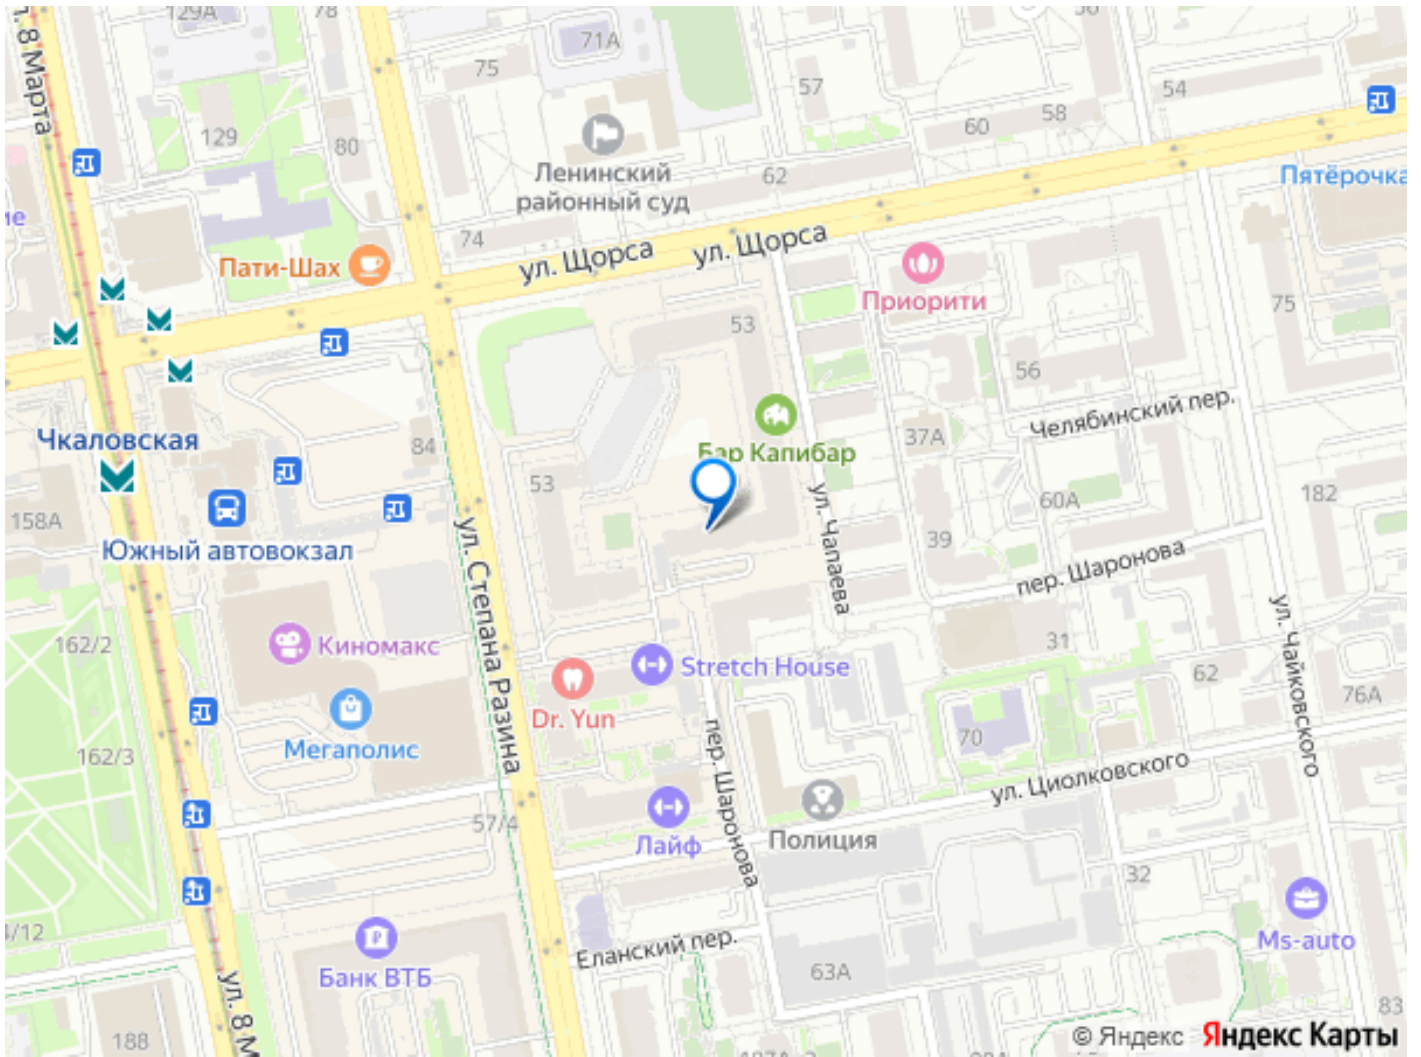 129А
78
71А
75
57
54
50
58
60
ул. 8 Марта
129
80
Ленинский
районный суд
62
Пятёрочка
74
Пати-Шах
ул. Щорса
ул. Щорса
Приорити
75
53
56
Челябинский пер.
Чкаловская
84
Бар Капибар
37А
53
158А
60А
182
Южный автовокзал
ул. Степана Разина
ул. Чапаева
39
пер. Шаронова
162/2
Киномакс
Stretch House
31
62
76А
ул. Чайковского
Dr. Yun
Мегаполис
162/3
пер. Шаронова
70
ул. Циолковского
57/4
Лайф
Полиция
32
4/12
Банк ВТБ
Еланский пер.
63А
Ms-auto
ул. 8 М
188
83
© Яндекс Яндекс Карты